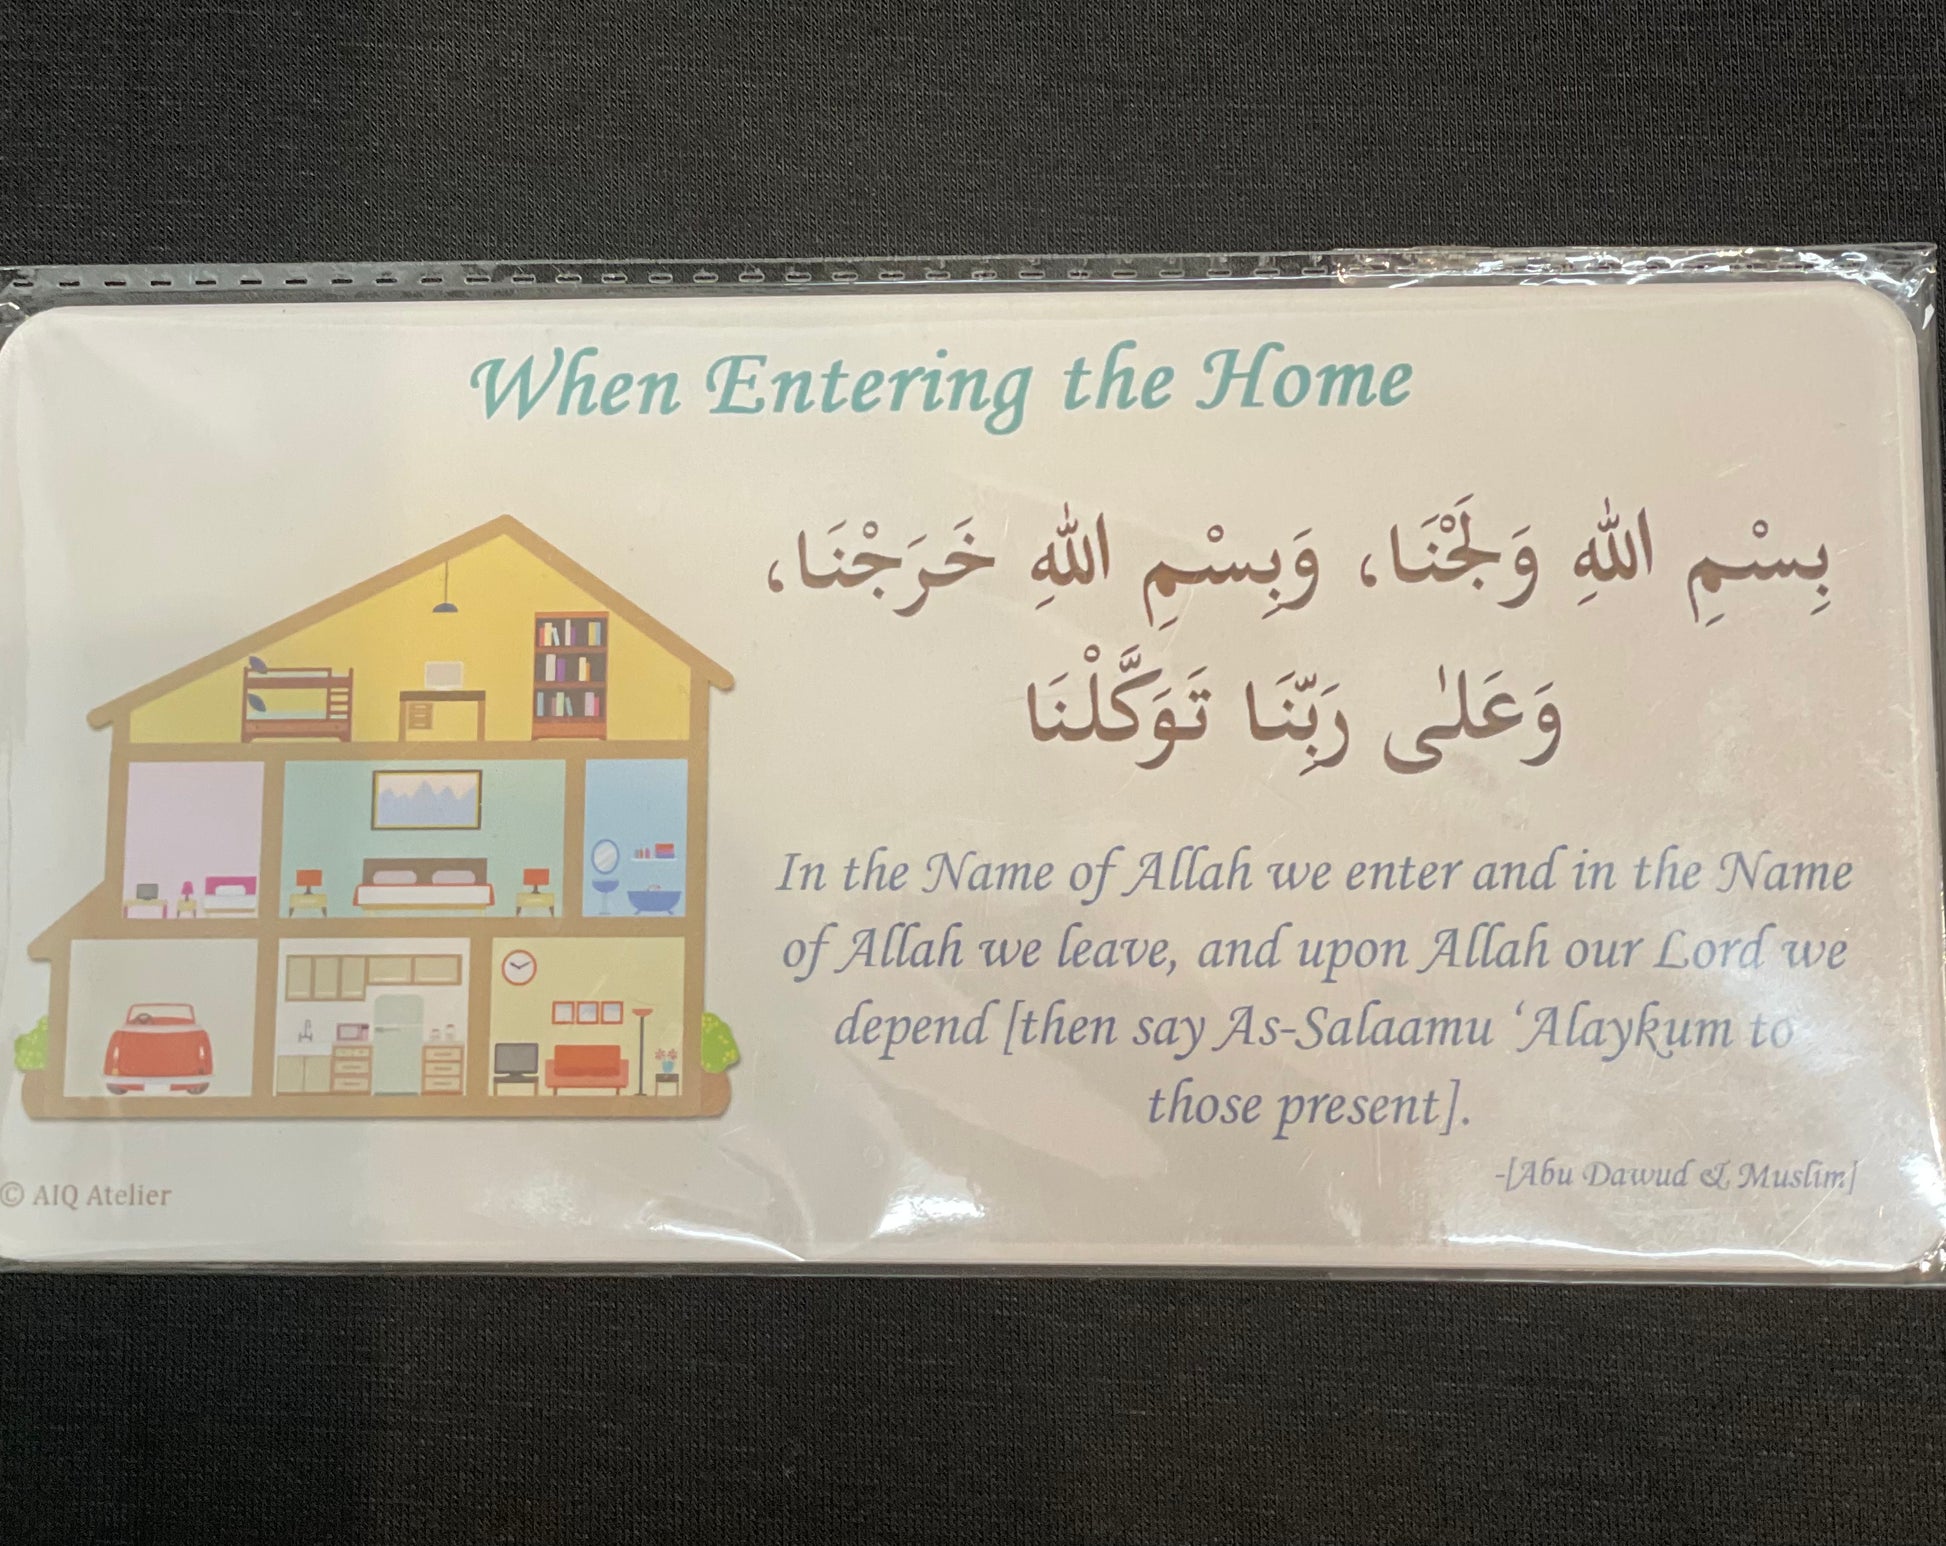 When Entering the Home
بِسْمِ اللهِ وَلَجْنَا، وَبِسْمِ اللهِ خَرَجْنَا،
وَعَلٰى رَبِّنَا تَوَكَّلْنَا
In the Name of Allah we enter and in the Name
of Allah we leave, and upon Allah our Lord we
depend [then say As-Salaamu ‘Alaykum to
those present].
-[Abu Dawud & Muslim]
© AIQ Atelier